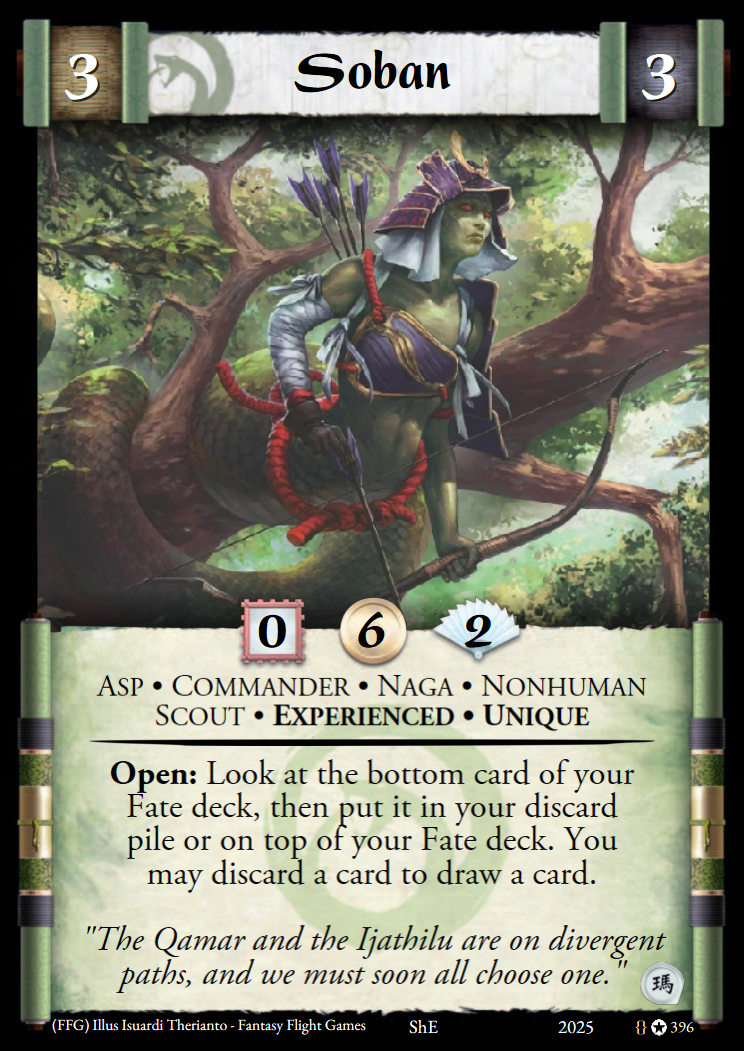 3 Soban 3
0 6 2
ASP • COMMANDER • NAGA • NONHUMAN
SCOUT • EXPERIENCED • UNIQUE
Open: Look at the bottom card of your
Fate deck, then put it in your discard
pile or on top of your Fate deck. You
may discard a card to draw a card.
"The Qamar and the Ijathilu are on divergent
paths, and we must soon all choose one."
瑪
(FFG) Illus Isuardi Therianto - Fantasy Flight Games ShE 2025 {} ✪ 396